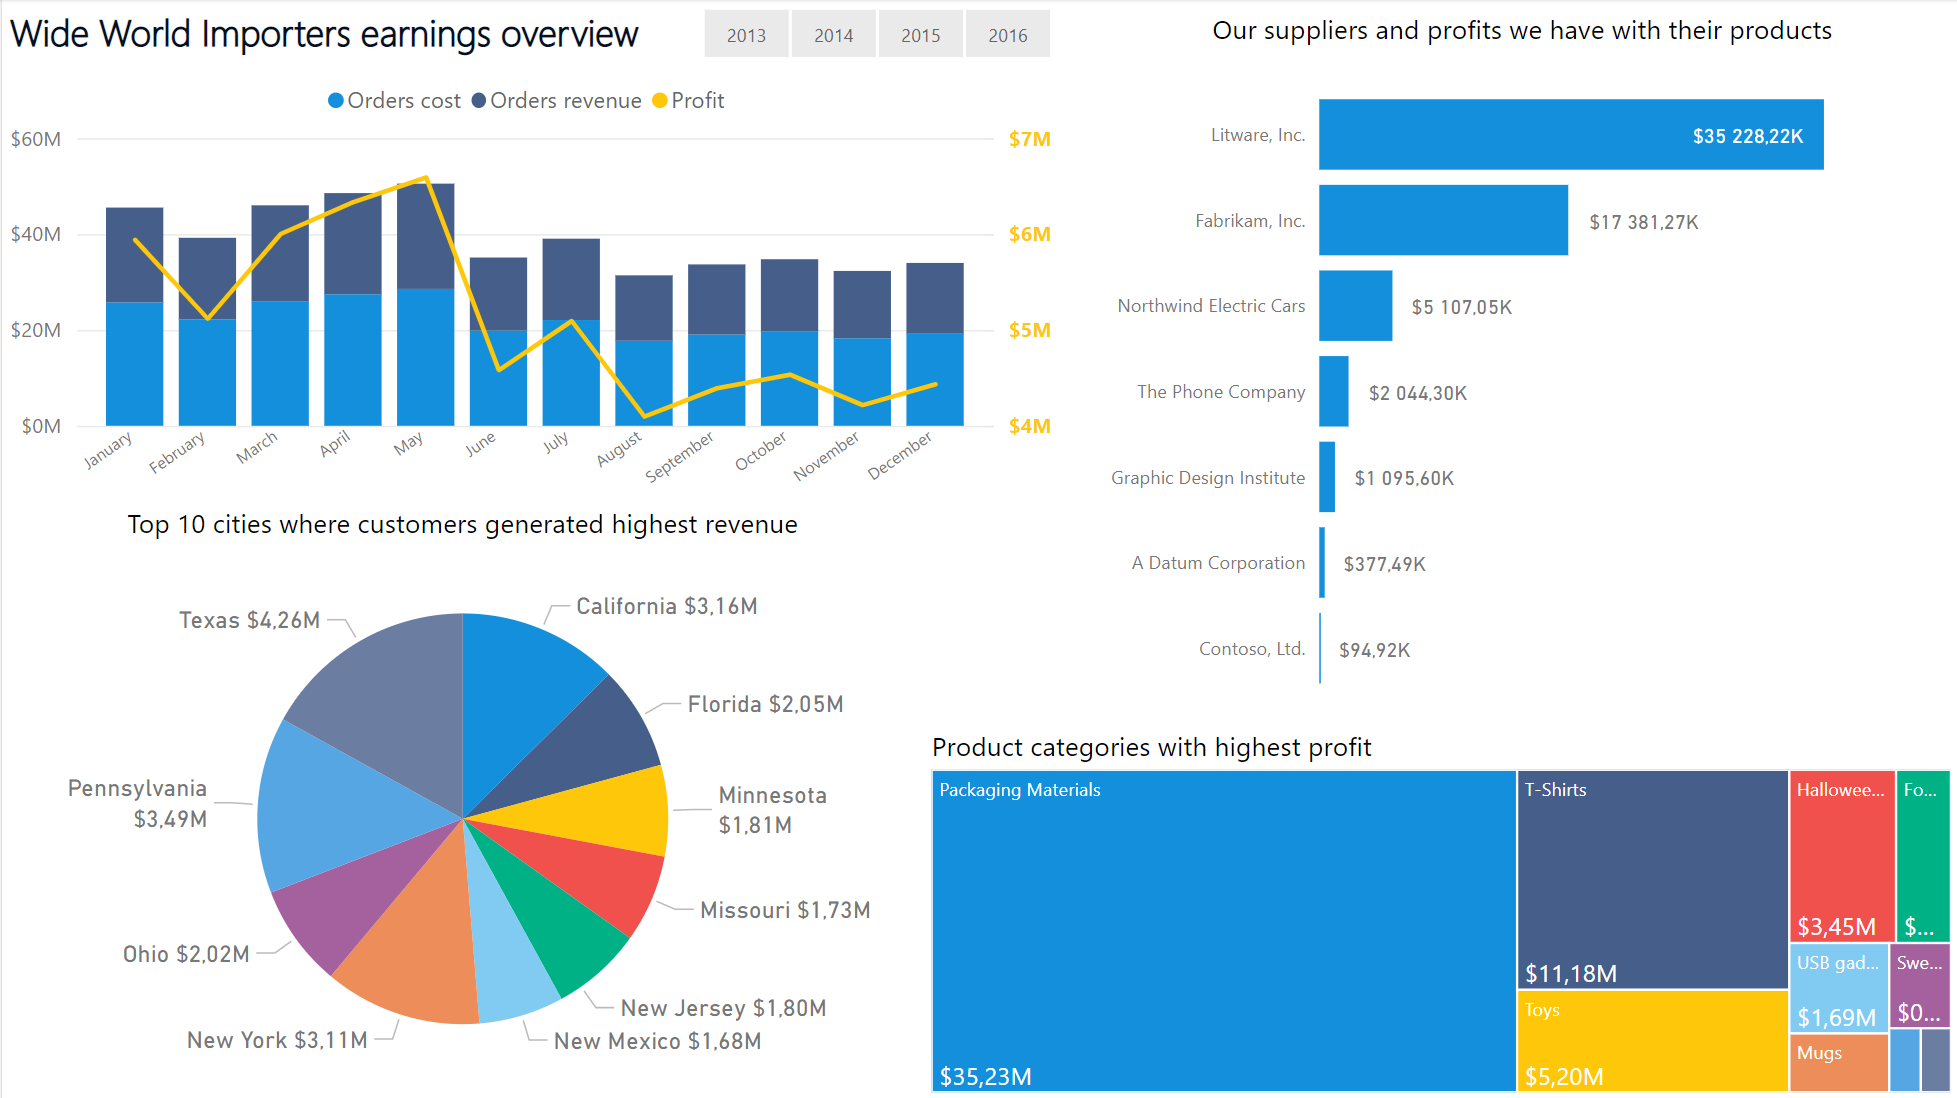 Wide World Importers earnings overview
2013 2014 2015 2016
Orders cost Orders revenue Profit
$60M
$40M
$20M
$0M
$7M
$6M
$5M
$4M
January February March April May June July August September October November December
Top 10 cities where customers generated highest revenue
California $3,16M
Florida $2,05M
Minnesota
$1,81M
Missouri $1,73M
New Jersey $1,80M
New Mexico $1,68M
New York $3,11M
Ohio $2,02M
Pennsylvania
$3,49M
Texas $4,26M
Our suppliers and profits we have with their products
Litware, Inc. $35 228,22K
Fabrikam, Inc. $17 381,27K
Northwind Electric Cars $5 107,05K
The Phone Company $2 044,30K
Graphic Design Institute $1 095,60K
A Datum Corporation $377,49K
Contoso, Ltd. $94,92K
Product categories with highest profit
Packaging Materials
$35,23M
T-Shirts
$11,18M
Toys
$5,20M
Hallowee...
$3,45M
Fo...
$...
USB gad...
$1,69M
Swe...
$0...
Mugs